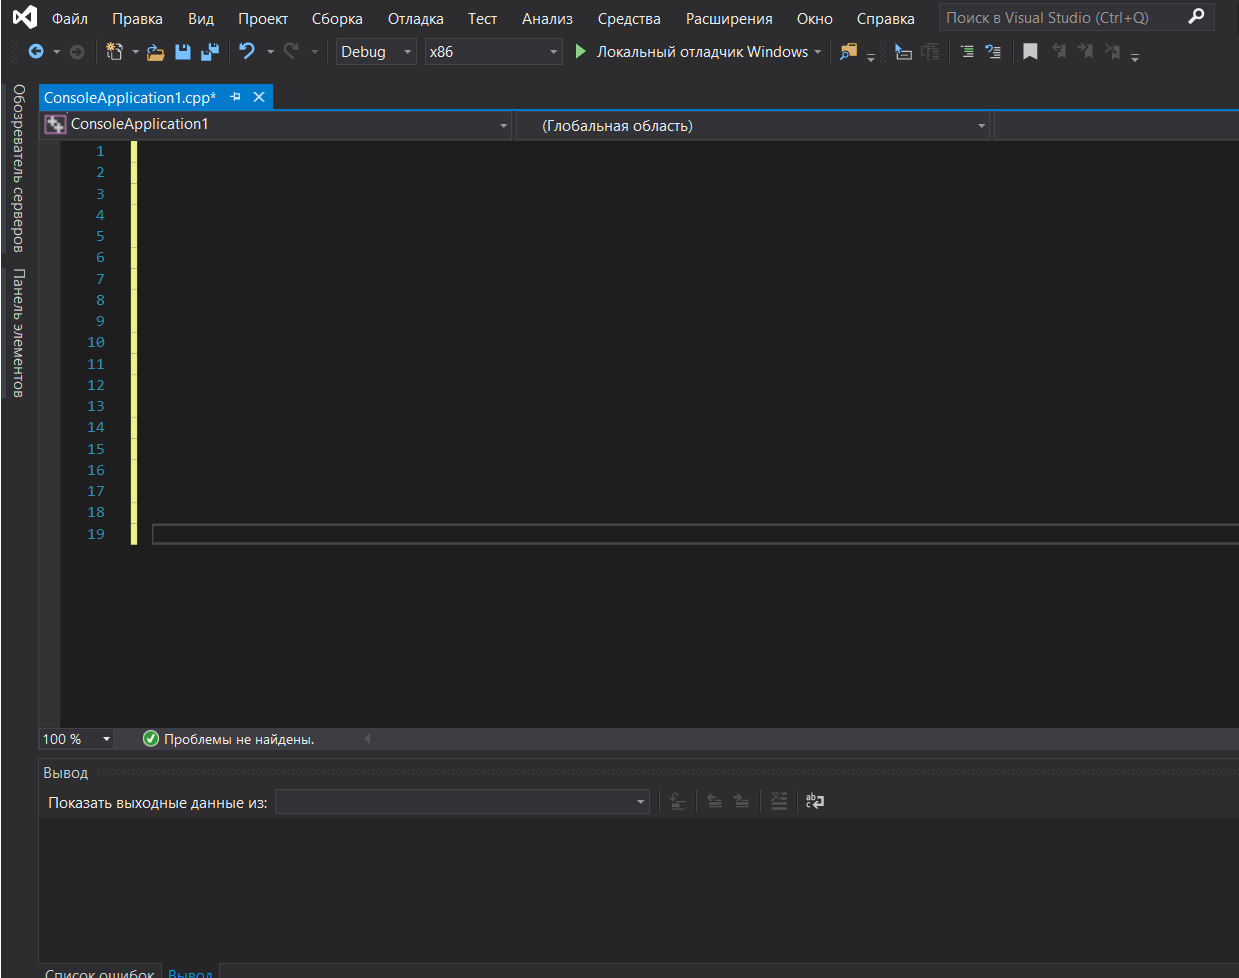 Файл Правка Вид Проект Сборка Отладка Тест Анализ Средства Расширения Окно Справка Поиск в Visual Studio (Ctrl+Q)
Debug x86 Локальный отладчик Windows
Обозреватель серверов
Панель элементов
ConsoleApplication1.cpp*
ConsoleApplication1 (Глобальная область)
1
2
3
4
5
6
7
8
9
10
11
12
13
14
15
16
17
18
19
100 % Проблемы не найдены.
Вывод
Показать выходные данные из:
Список ошибок Вывод